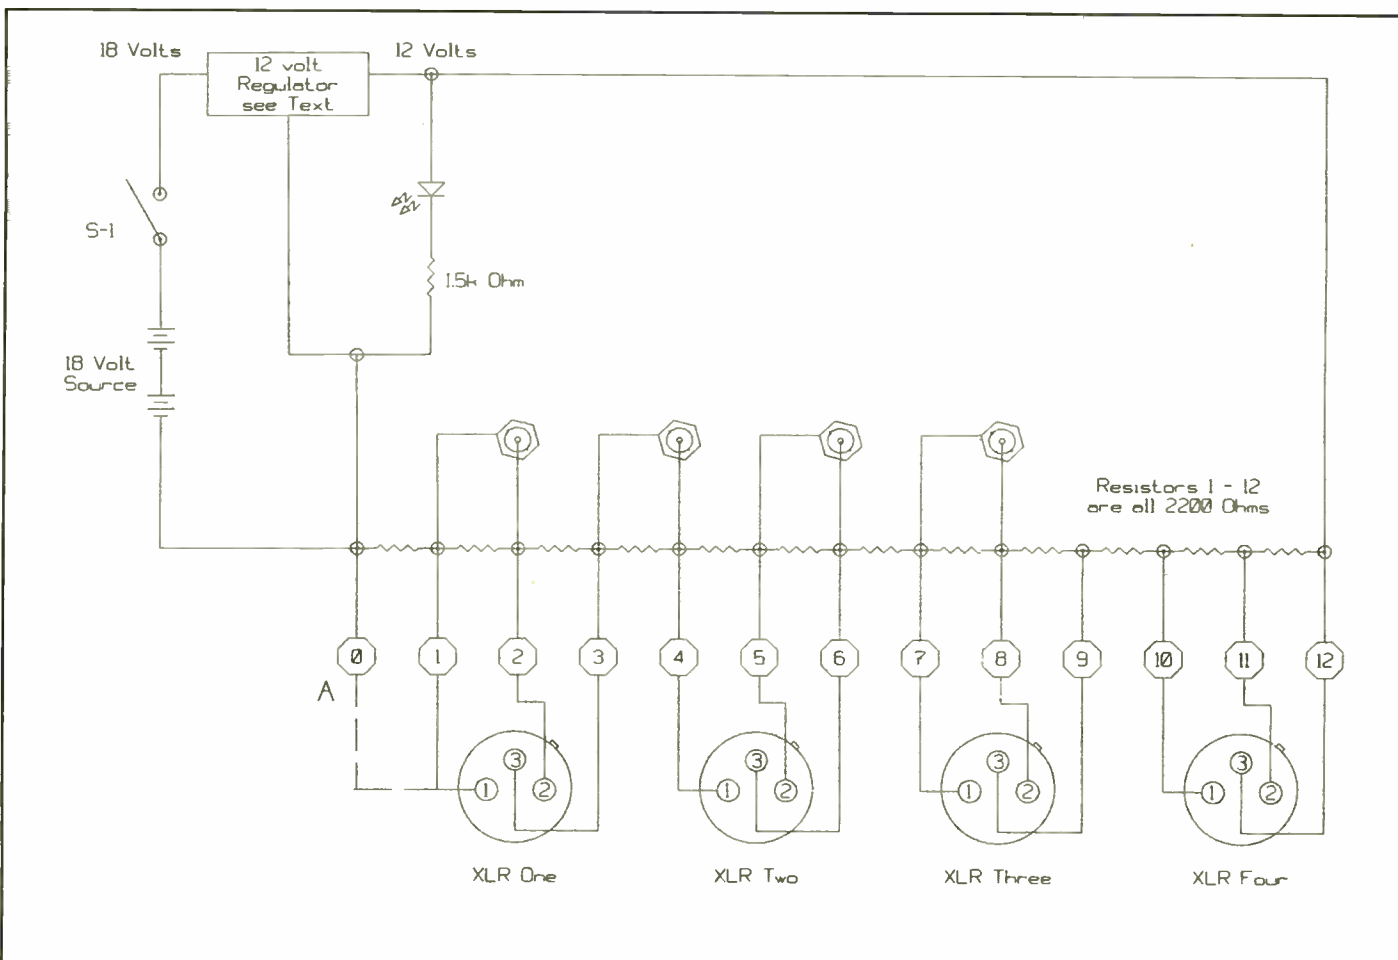 18 Volts
12 volt
Regulator
see Text
12 Volts
S-1
1.5k Ohm
18 Volt
Source
Resistors 1 - 12
are all 2200 Ohms
0
1
2
3
4
5
6
7
8
9
10
11
12
A
3
1
2
3
1
2
3
1
2
3
1
2
XLR One
XLR Two
XLR Three
XLR Four